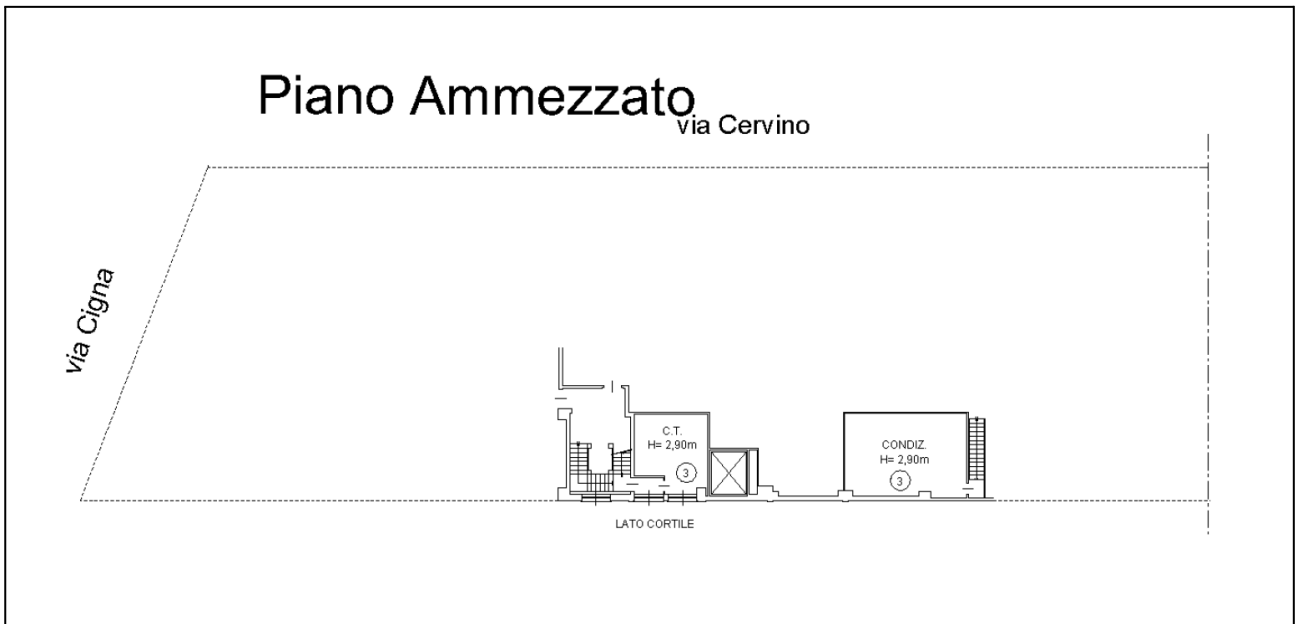 Piano Ammezzato
via Cervino
via Cigna
C.T.
H= 2,90m
3
CONDIZ.
H= 2,90m
3
LATO CORTILE